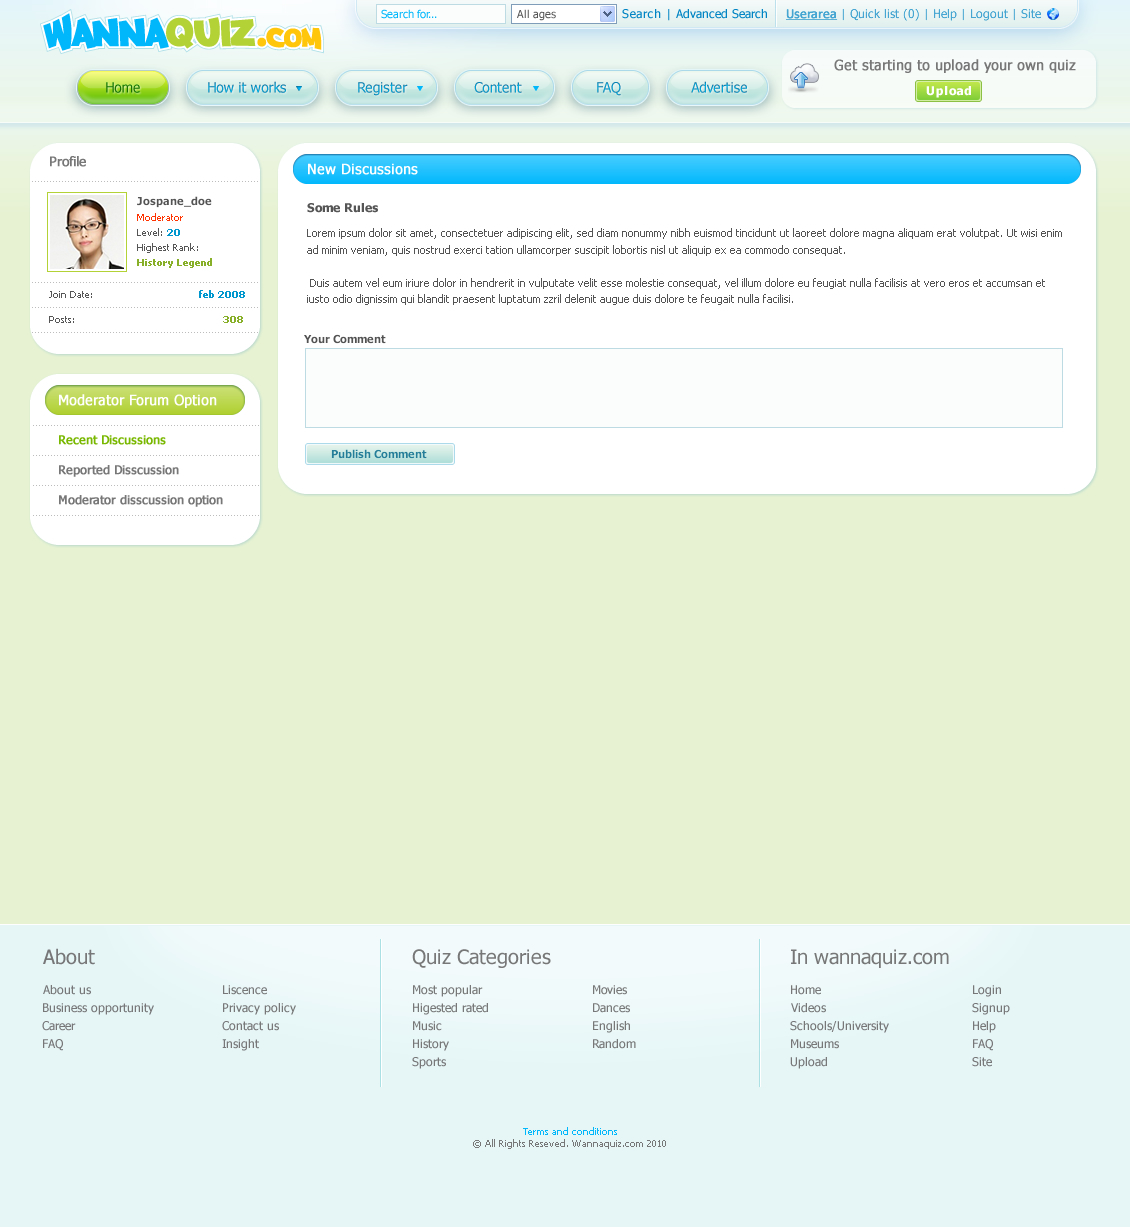 WANNAQUIZ.COM
Search for...
All ages
Search | Advanced Search
Userarea | Quick list (0) | Help | Logout | Site
Home
How it works
Register
Content
FAQ
Advertise
Get starting to upload your own quiz
Upload
Profile
Jospane_doe
Moderator
Level: 20
Highest Rank:
History Legend
Join Date: feb 2008
Posts: 308
Moderator Forum Option
Recent Discussions
Reported Disscussion
Moderator disscussion option
New Discussions
Some Rules
Lorem ipsum dolor sit amet, consectetuer adipiscing elit, sed diam nonummy nibh euismod tincidunt ut laoreet dolore magna aliquam erat volutpat. Ut wisi enim
ad minim veniam, quis nostrud exerci tation ullamcorper suscipit lobortis nisl ut aliquip ex ea commodo consequat.
Duis autem vel eum iriure dolor in hendrerit in vulputate velit esse molestie consequat, vel illum dolore eu feugiat nulla facilisis at vero eros et accumsan et
iusto odio dignissim qui blandit praesent luptatum zzril delenit augue duis dolore te feugait nulla facilisi.
Your Comment
Publish Comment
About
About us
Business opportunity
Career
FAQ
Liscence
Privacy policy
Contact us
Insight
Quiz Categories
Most popular
Higested rated
Music
History
Sports
Movies
Dances
English
Random
In wannaquiz.com
Home
Videos
Schools/University
Museums
Upload
Login
Signup
Help
FAQ
Site
Terms and conditions
© All Rights Reseved. Wannaquiz.com 2010